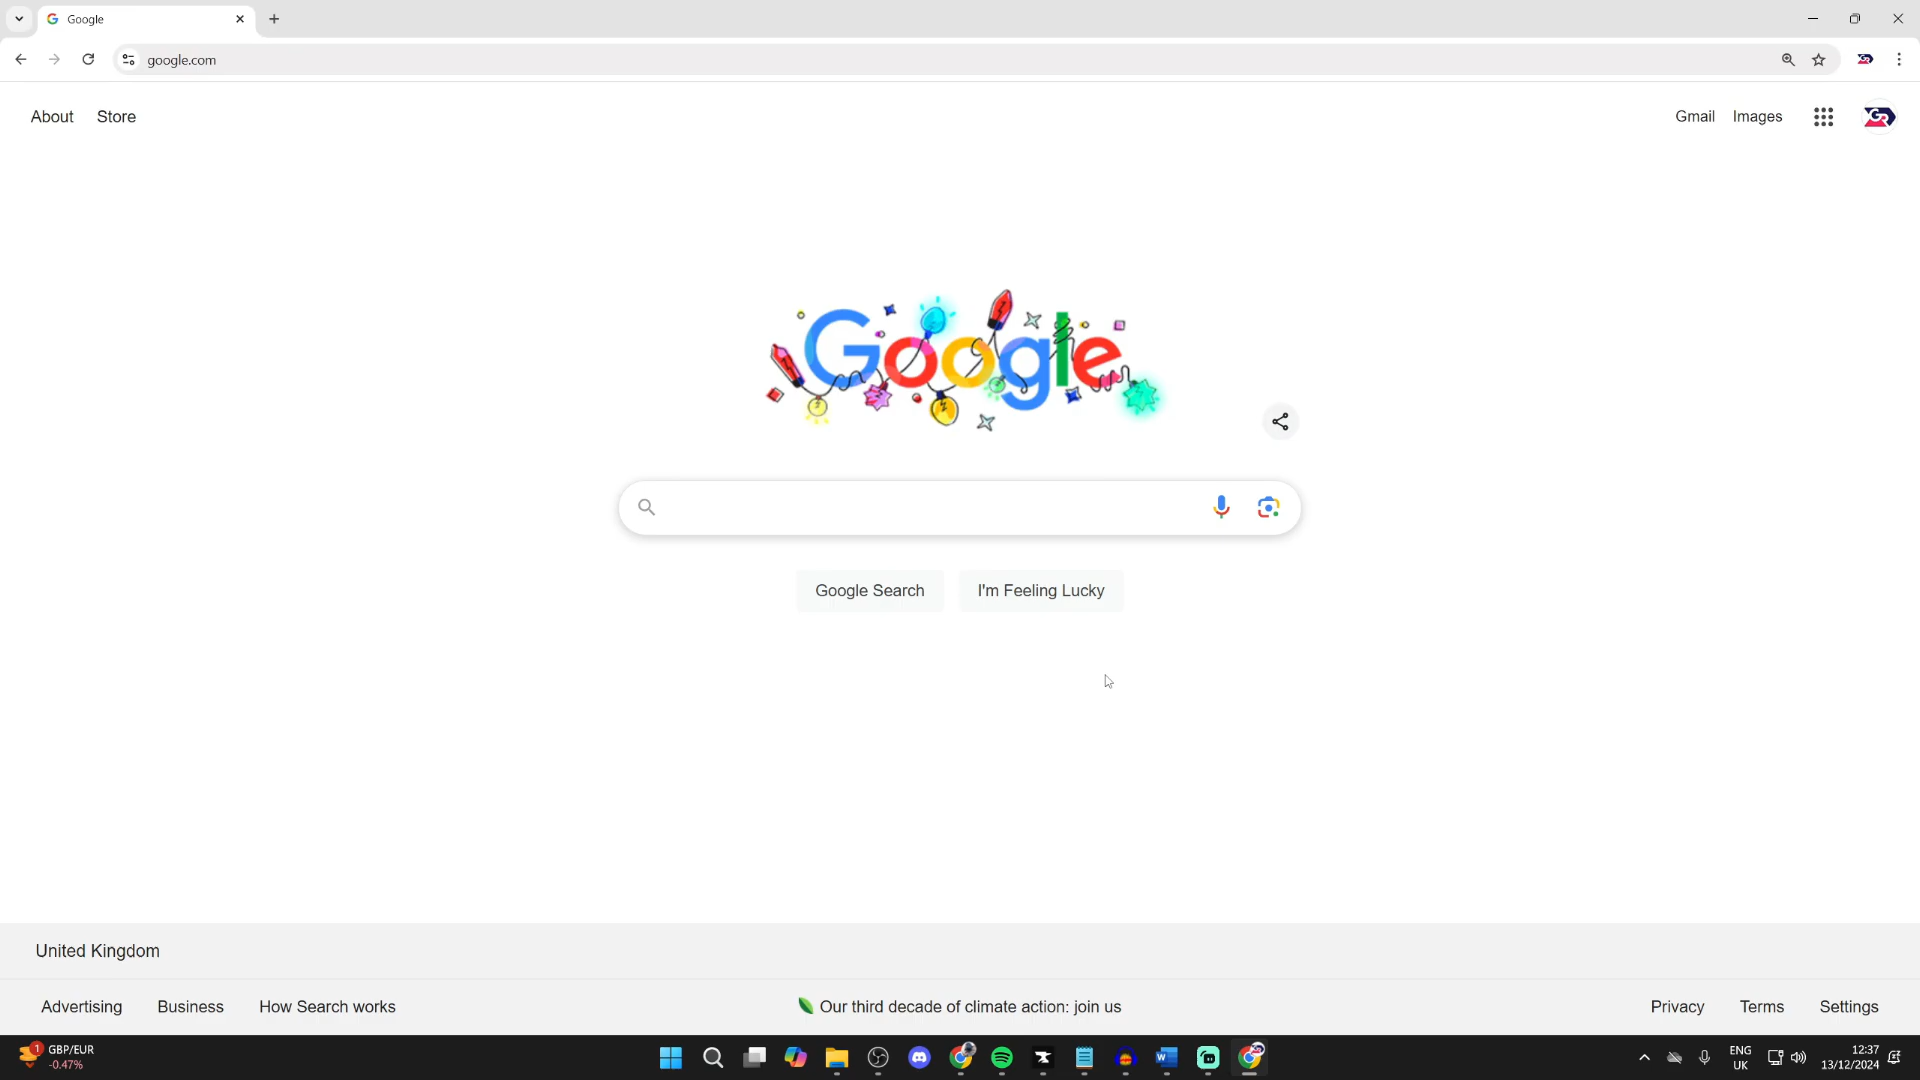 Google
google.com
About Store
Gmail Images
Google
Google Search
I'm Feeling Lucky
United Kingdom
Advertising Business How Search works
Our third decade of climate action: join us
Privacy Terms Settings
1
GBP/EUR
-0.47%
ENG
UK
12:37
13/12/2024